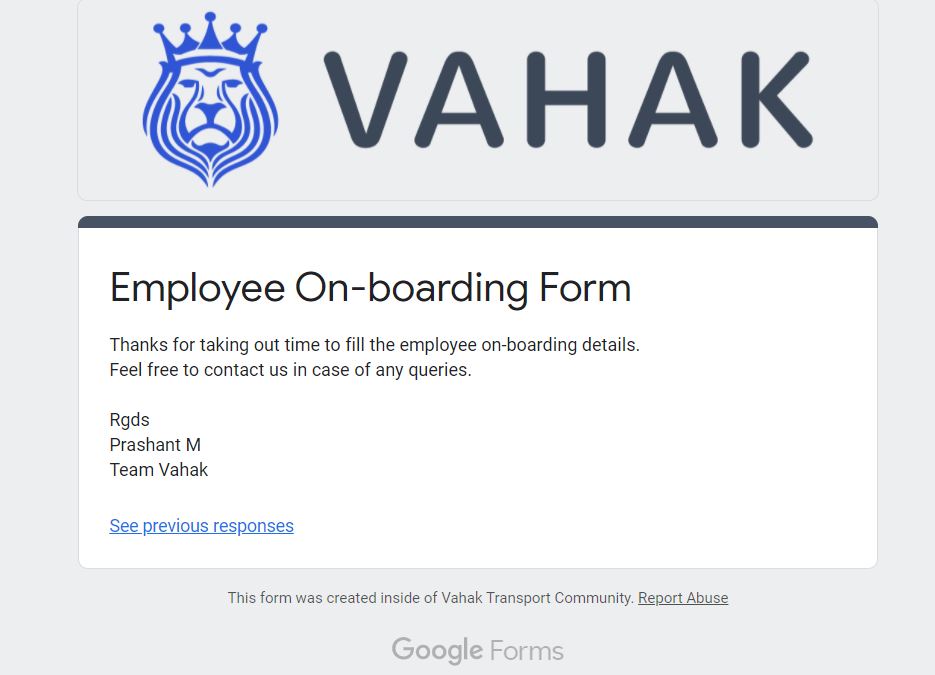 VAHAK
Employee On-boarding Form
Thanks for taking out time to fill the employee on-boarding details.
Feel free to contact us in case of any queries.
Rgds
Prashant M
Team Vahak
See previous responses
This form was created inside of Vahak Transport Community. Report Abuse
Google Forms